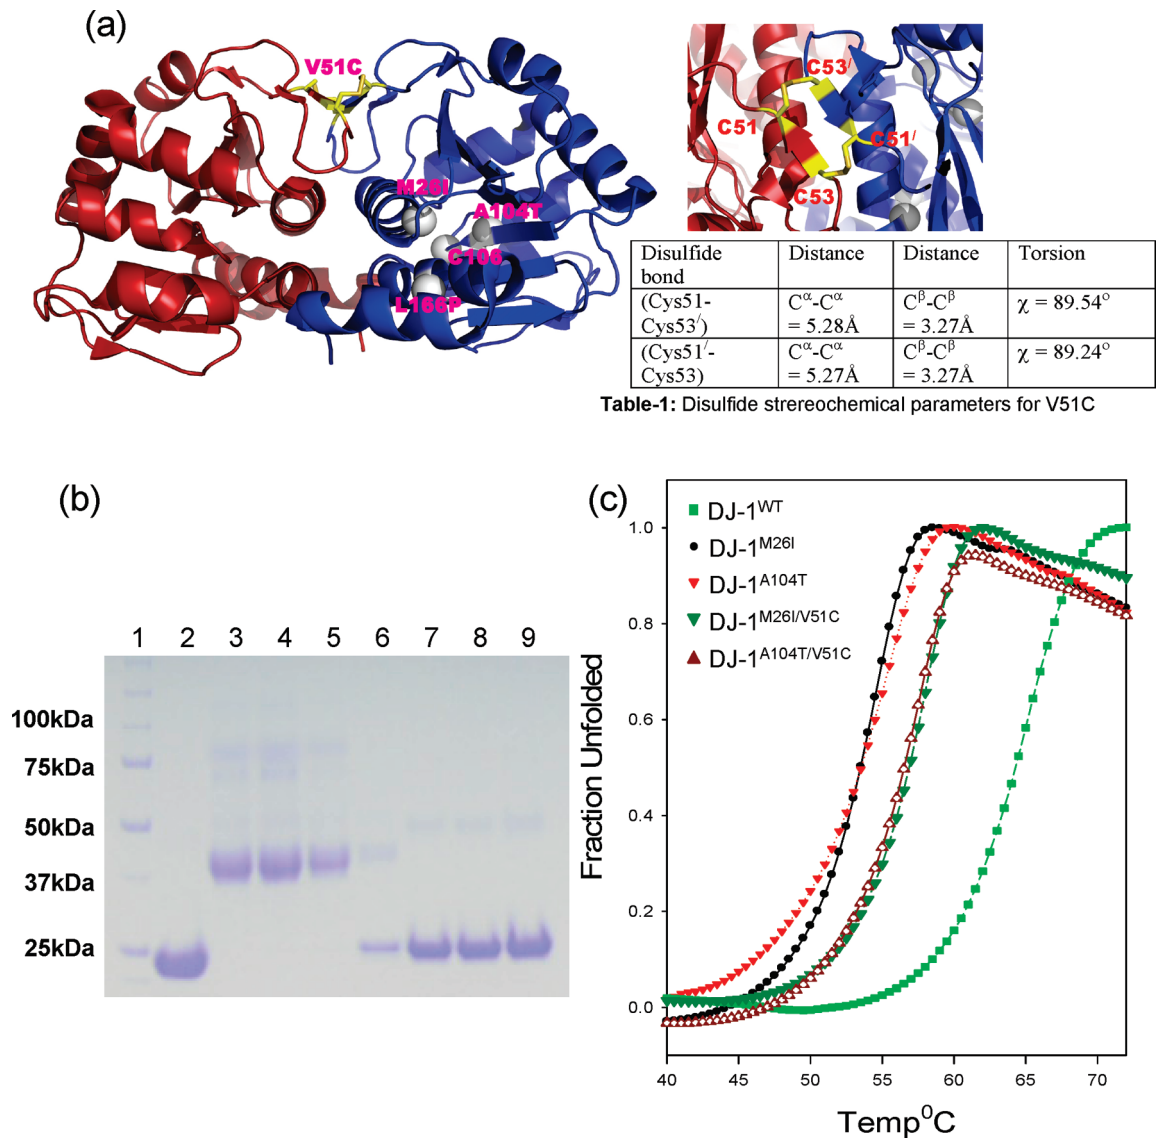 (a)
V51C
M26I
A104T
C106
L166P
C53/
C51
C51/
C53
Disulfide bond Distance Distance Torsion
(Cys51-Cys53/) Cα-Cα = 5.28Å Cβ-Cβ = 3.27Å χ = 89.54°
(Cys51/-Cys53) Cα-Cα = 5.27Å Cβ-Cβ = 3.27Å χ = 89.24°
Table-1: Disulfide strereochemical parameters for V51C
(b)
1 2 3 4 5 6 7 8 9
100kDa
75kDa
50kDa
37kDa
25kDa
(c)
DJ-1WT
DJ-1M26I
DJ-1A104T
DJ-1M26I/V51C
DJ-1A104T/V51C
Fraction Unfolded
1.0
0.8
0.6
0.4
0.2
0.0
40 45 50 55 60 65 70
Temp⁰C